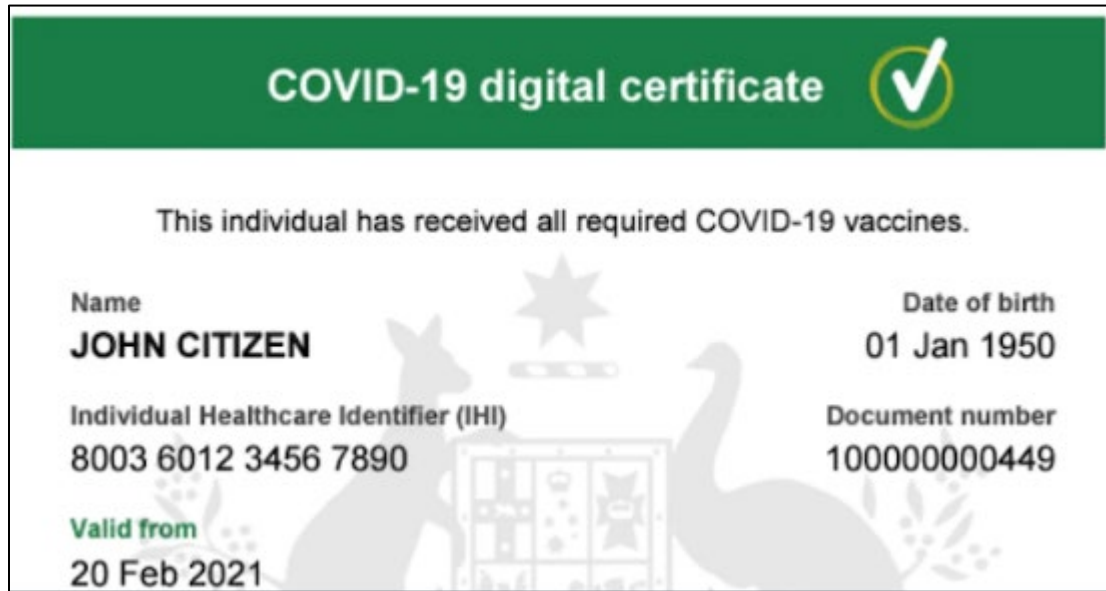 COVID-19 digital certificate
This individual has received all required COVID-19 vaccines.
Name
Date of birth
JOHN CITIZEN
01 Jan 1950
Individual Healthcare Identifier (IHI)
Document number
8003 6012 3456 7890
100000000449
Valid from
20 Feb 2021